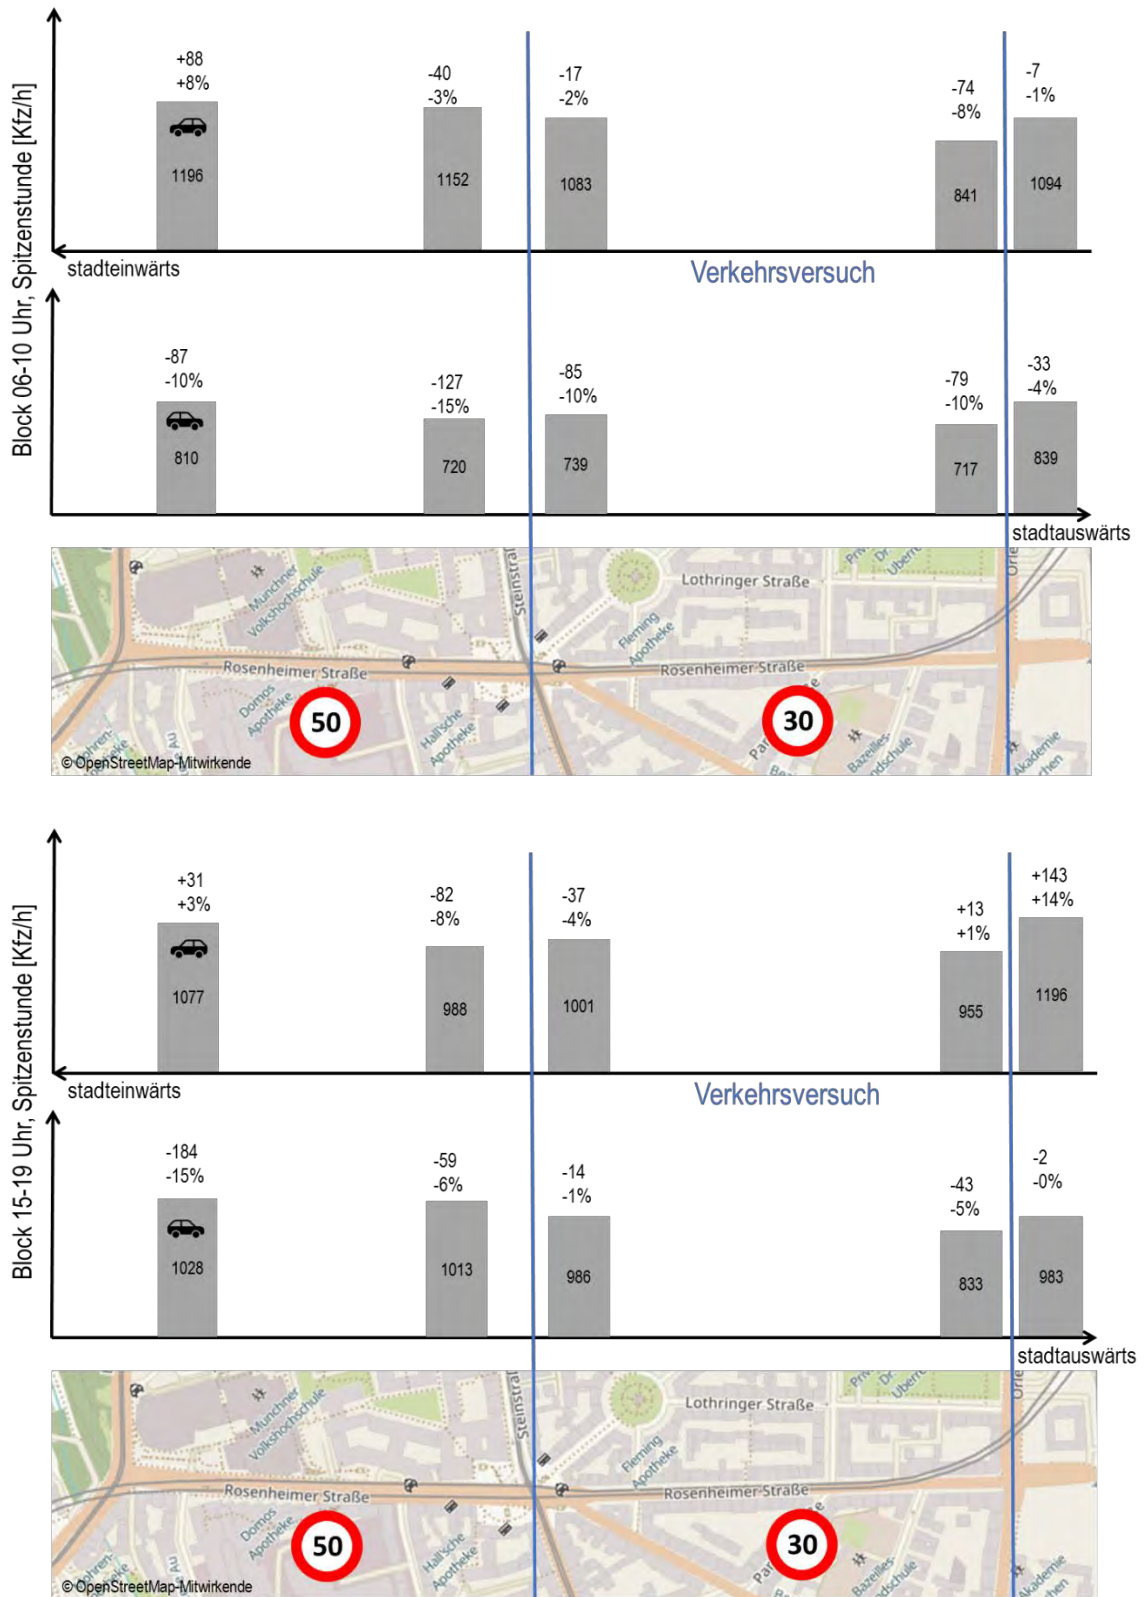 Block 06-10 Uhr, Spitzenstunde [Kfz/h]
+88
+8%
1196
-40
-3%
1152
-17
-2%
1083
-74
-8%
841
-7
-1%
1094
stadteinwärts
Verkehrsversuch
-87
-10%
810
-127
-15%
720
-85
-10%
739
-79
-10%
717
-33
-4%
839
stadtauswärts
Münchner
Volkshochschule
Lothringer Straße
Fleming
Apotheke
Rosenheimer Straße
Rosenheimer Straße
Domos
Apotheke
50
Hall'sche
Apotheke
30
Bazeilles-
Akademie
© OpenStreetMap-Mitwirkende
Block 15-19 Uhr, Spitzenstunde [Kfz/h]
+31
+3%
1077
-82
-8%
988
-37
-4%
1001
+13
+1%
955
+143
+14%
1196
stadteinwärts
Verkehrsversuch
-184
-15%
1028
-59
-6%
1013
-14
-1%
986
-43
-5%
833
-2
-0%
983
stadtauswärts
Münchner
Volkshochschule
Lothringer Straße
Fleming
Apotheke
Rosenheimer Straße
Rosenheimer Straße
Domos
Apotheke
50
Hall'sche
Apotheke
30
Bazeilles-
Akademie
© OpenStreetMap-Mitwirkende